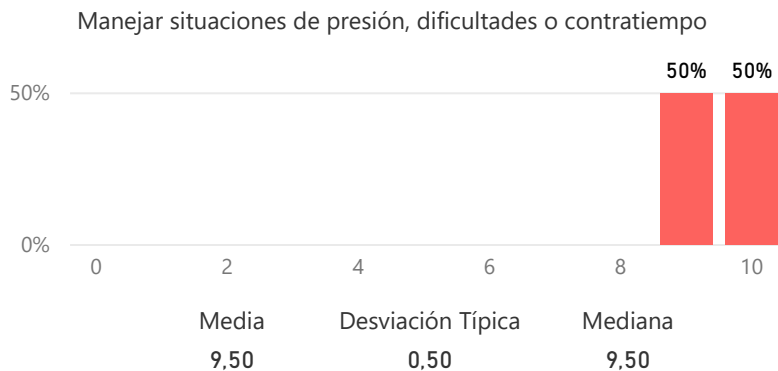 Manejar situaciones de presión, dificultades o contratiempo
50% 50%
50%
0%
0 2 4 6 8 10
Media Desviación Típica Mediana
9,50 0,50 9,50